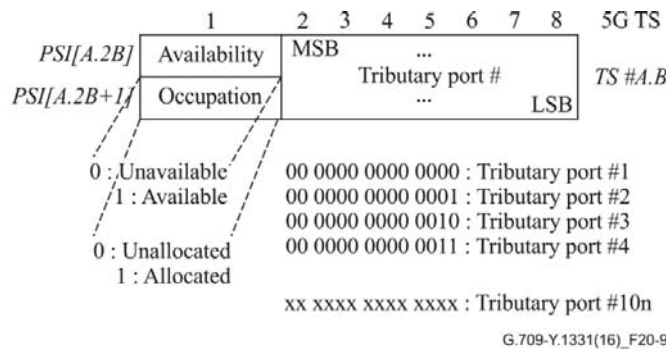 1 2 3 4 5 6 7 8 5G TS
PSI[A.2B] Availability MSB ...
Tributary port # TS #A.B
PSI[A.2B+1] Occupation ... LSB
0 : Unavailable 00 0000 0000 0000 : Tributary port #1
1 : Available 00 0000 0000 0001 : Tributary port #2
00 0000 0000 0010 : Tributary port #3
0 : Unallocated 00 0000 0000 0011 : Tributary port #4
1 : Allocated
xx xxxx xxxx xxxx : Tributary port #10n
G.709-Y.1331(16)_F20-9